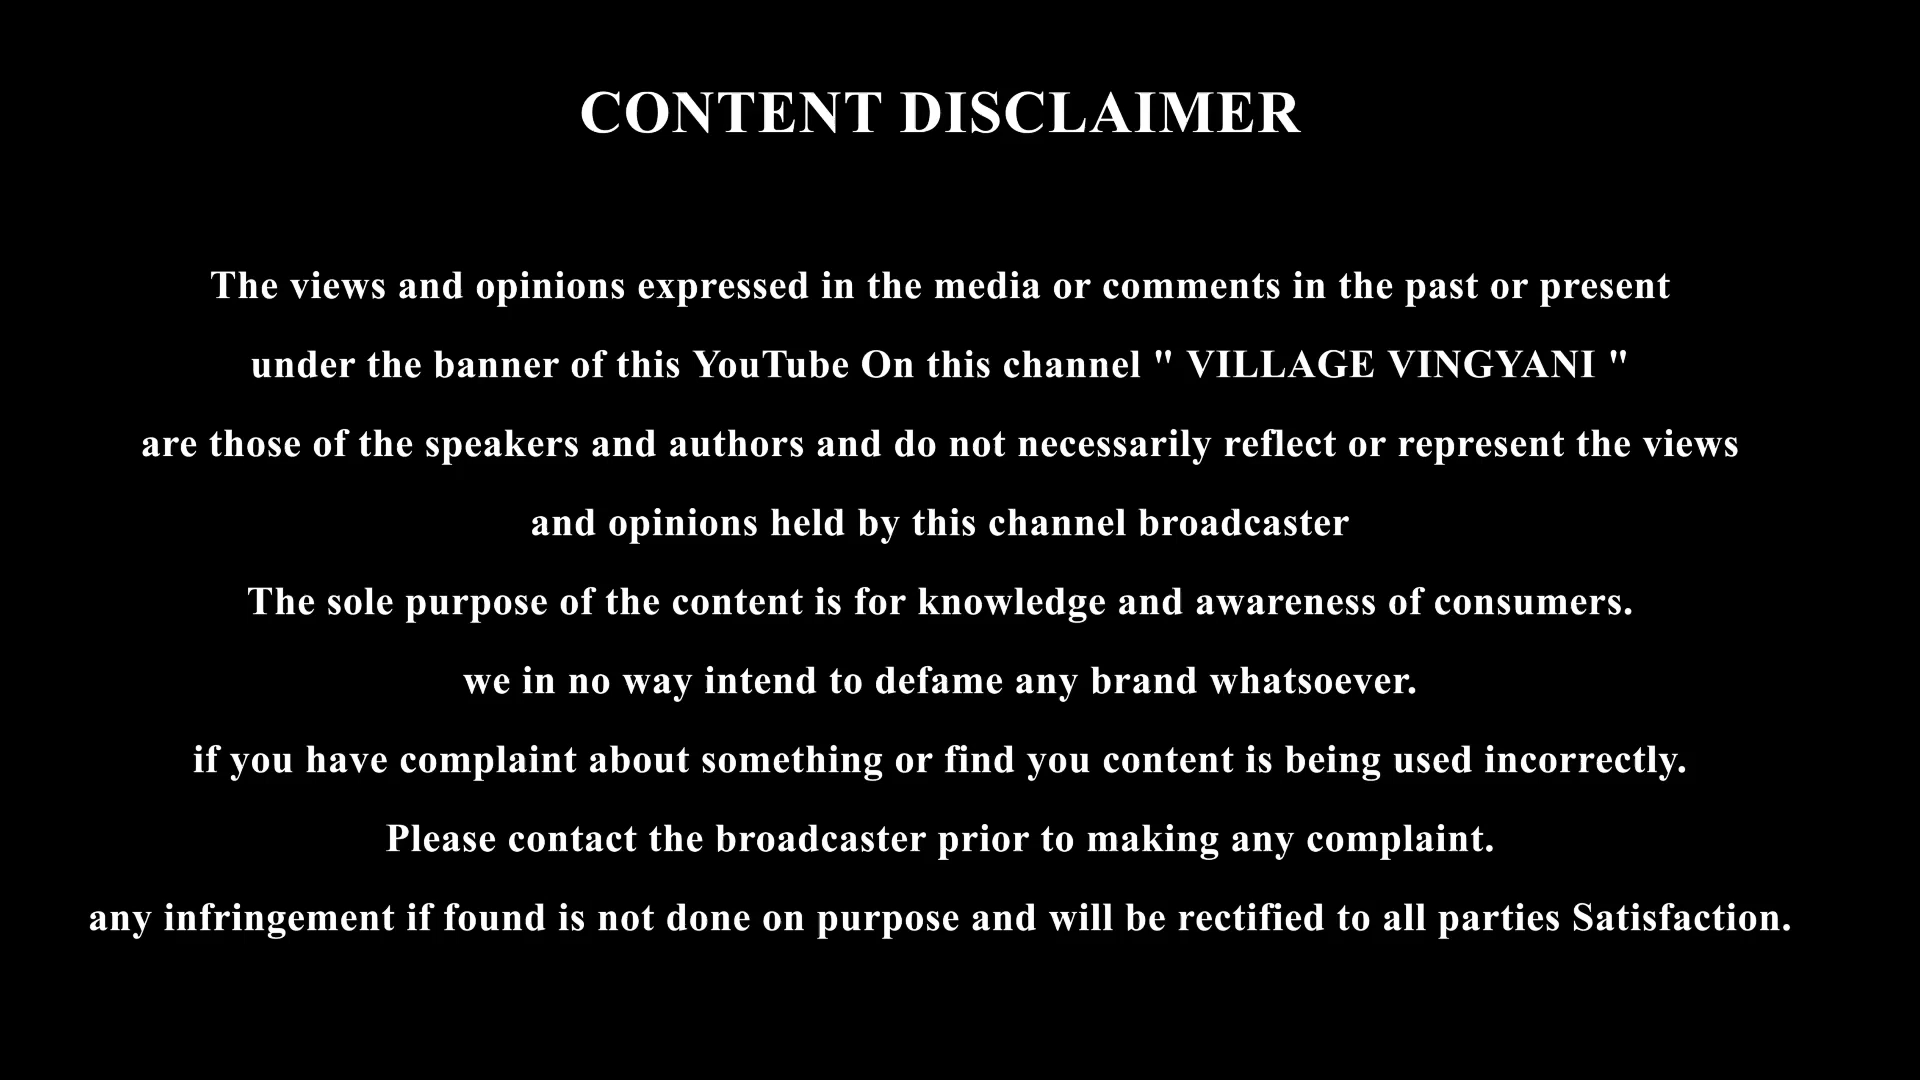 CONTENT DISCLAIMER
The views and opinions expressed in the media or comments in the past or present
under the banner of this YouTube On this channel " VILLAGE VINGYANI "
are those of the speakers and authors and do not necessarily reflect or represent the views
and opinions held by this channel broadcaster
The sole purpose of the content is for knowledge and awareness of consumers.
we in no way intend to defame any brand whatsoever.
if you have complaint about something or find you content is being used incorrectly.
Please contact the broadcaster prior to making any complaint.
any infringement if found is not done on purpose and will be rectified to all parties Satisfaction.